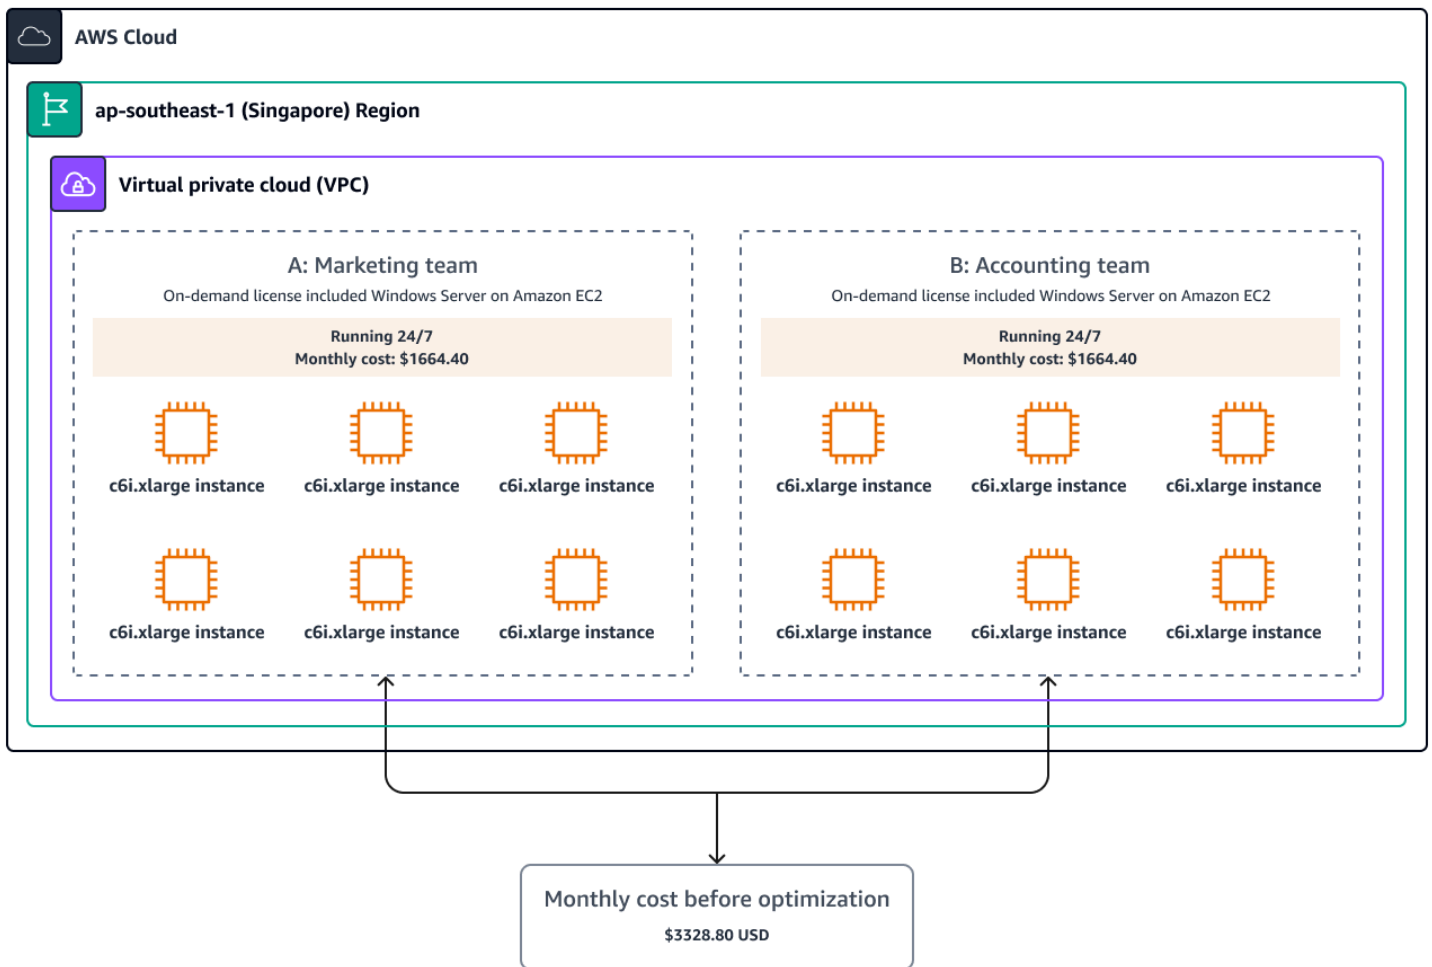 AWS Cloud
ap-southeast-1 (Singapore) Region
Virtual private cloud (VPC)
A: Marketing team
On-demand license included Windows Server on Amazon EC2
Running 24/7
Monthly cost: $1664.40
c6i.xlarge instance
c6i.xlarge instance
c6i.xlarge instance
c6i.xlarge instance
c6i.xlarge instance
c6i.xlarge instance
B: Accounting team
On-demand license included Windows Server on Amazon EC2
Running 24/7
Monthly cost: $1664.40
c6i.xlarge instance
c6i.xlarge instance
c6i.xlarge instance
c6i.xlarge instance
c6i.xlarge instance
c6i.xlarge instance
Monthly cost before optimization
$3328.80 USD